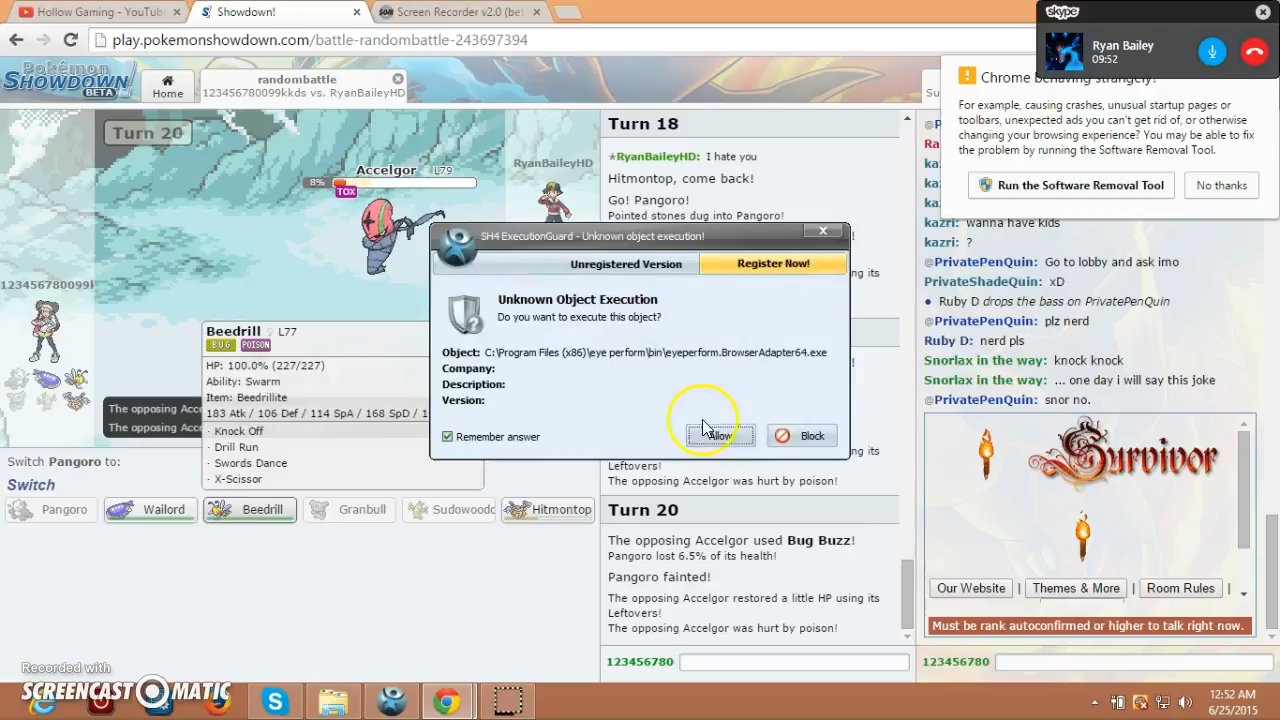 Hollow Gaming - YouTube
Showdown!
Screen Recorder v2.0 (bet
play.pokemonshowdown.com/battle-randombattle-243697394
skype
Ryan Bailey
09:52
Pokémon
SHOWDOWN
BETA
Home
randombattle
123456780099kkds vs. RyanBaileyHD
Chrome behaving strangely?
For example, causing crashes, unusual startup pages or
toolbars, unexpected ads you can't get rid of, or otherwise
changing your browsing experience? You may be able to fix
the problem by running the Software Removal Tool.
Run the Software Removal Tool
No thanks
Turn 20
Accelgor L79
8%
TOX
RyanBaileyHD
1234567800991
Beedrill L77
BUG POISON
HP: 100.0% (227/227)
Ability: Swarm
Item: Beedrillite
183 Atk / 106 Def / 114 SpA / 168 SpD / 1
· Knock Off
· Drill Run
· Swords Dance
· X-Scissor
The opposing Acce
The opposing Acce
Switch Pangoro to:
Switch
Pangoro
Wailord
Beedrill
Granbull
Sudowoodo
Hitmontop
Turn 18
★RyanBaileyHD: I hate you
Hitmontop, come back!
Go! Pangoro!
Pointed stones dug into Pangoro!
SH4 ExecutionGuard - Unknown object execution!
Unregistered Version
Register Now!
Unknown Object Execution
Do you want to execute this object?
Object: C:\Program Files (x86)\eye perform\bin\eyeperform.BrowserAdapter64.exe
Company:
Description:
Version:
Remember answer
Allow
Block
ing its
ing its
Leftovers!
The opposing Accelgor was hurt by poison!
Turn 20
The opposing Accelgor used Bug Buzz!
Pangoro lost 6.5% of its health!
Pangoro fainted!
The opposing Accelgor restored a little HP using its
Leftovers!
The opposing Accelgor was hurt by poison!
123456780
kazri: wanna have kids
kazri: ?
@PrivatePenQuin: Go to lobby and ask imo
PrivateShadeQuin: xD
• Ruby D drops the bass on PrivatePenQuin
@PrivatePenQuin: plz nerd
Ruby D: nerd pls
Snorlax in the way: knock knock
Snorlax in the way: ... one day i will say this joke
@PrivatePenQuin: snor no.
Survivor
Our Website | Themes & More | Room Rules |
Must be rank autoconfirmed or higher to talk right now.
123456780
Recorded with
SCREENCAST MATIC
12:52 AM
6/25/2015